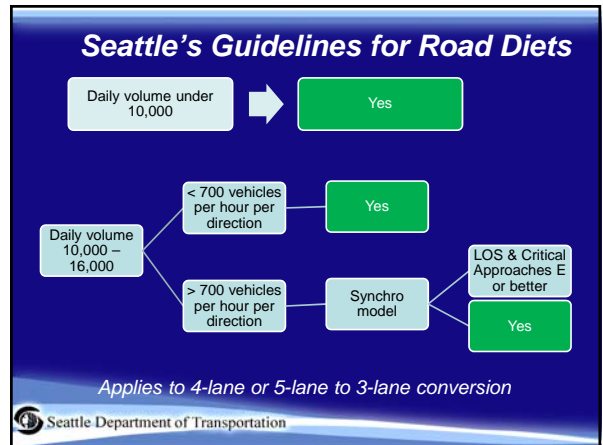 Seattle's Guidelines for Road Diets
Daily volume under
10,000
Yes
< 700 vehicles
per hour per
direction
Yes
Daily volume
10,000 –
16,000
> 700 vehicles
per hour per
direction
Synchro
model
LOS & Critical
Approaches E
or better
Yes
Applies to 4-lane or 5-lane to 3-lane conversion
Seattle Department of Transportation